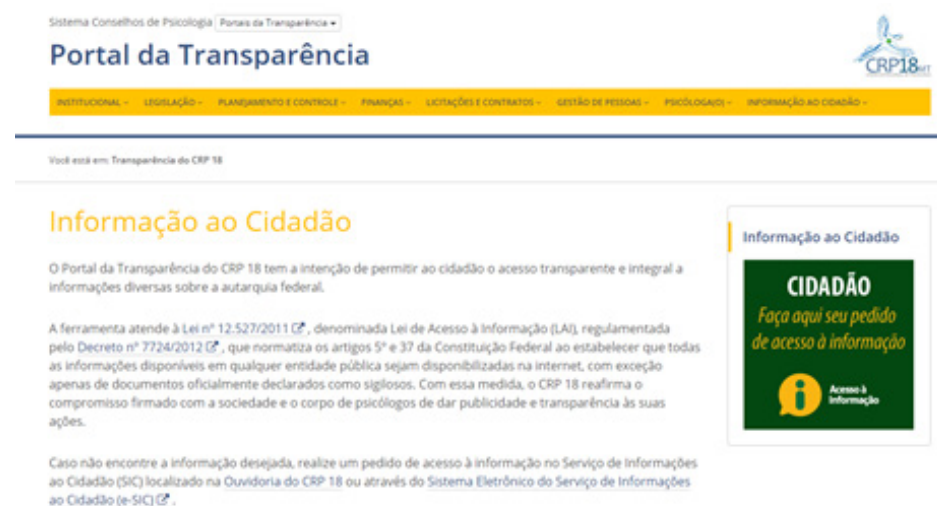 Sistema Conselhos de Psicologia Portais da Transparência
Portal da Transparência
CRP18MT
INSTITUCIONAL LEGISLAÇÃO PLANEJAMENTO E CONTROLE FINANÇAS LICITAÇÕES E CONTRATOS GESTÃO DE PESSOAS PSICÓLOGA(O) INFORMAÇÃO AO CIDADÃO
Você está em: Transparência do CRP 18
Informação ao Cidadão
O Portal da Transparência do CRP 18 tem a intenção de permitir ao cidadão o acesso transparente e integral a
informações diversas sobre a autarquia federal.
A ferramenta atende à Lei nº 12.527/2011 , denominada Lei de Acesso à Informação (LAI), regulamentada
pelo Decreto nº 7724/2012 , que normatiza os artigos 5º e 37 da Constituição Federal ao estabelecer que todas
as informações disponíveis em qualquer entidade pública sejam disponibilizadas na internet, com exceção
apenas de documentos oficialmente declarados como sigilosos. Com essa medida, o CRP 18 reafirma o
compromisso firmado com a sociedade e o corpo de psicólogos de dar publicidade e transparência às suas
ações.
Caso não encontre a informação desejada, realize um pedido de acesso à informação no Serviço de Informações
ao Cidadão (SIC) localizado na Ouvidoria do CRP 18 ou através do Sistema Eletrônico do Serviço de Informações
ao Cidadão (e-SIC) .
Informação ao Cidadão
CIDADÃO
Faça aqui seu pedido
de acesso à informação
Acesso à
Informação